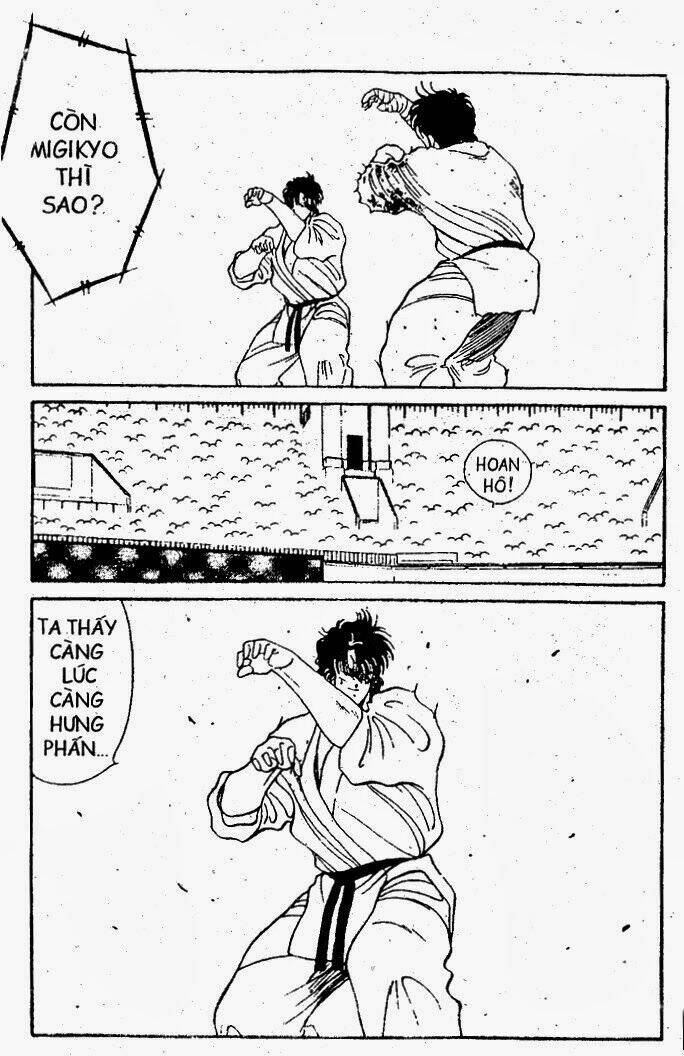 CÒN
MIGIKYO
THÌ
SAO?
HOAN
HÔ!
TA THẤY
CÀNG
LÚC
CÀNG
HƯNG
PHẤN...